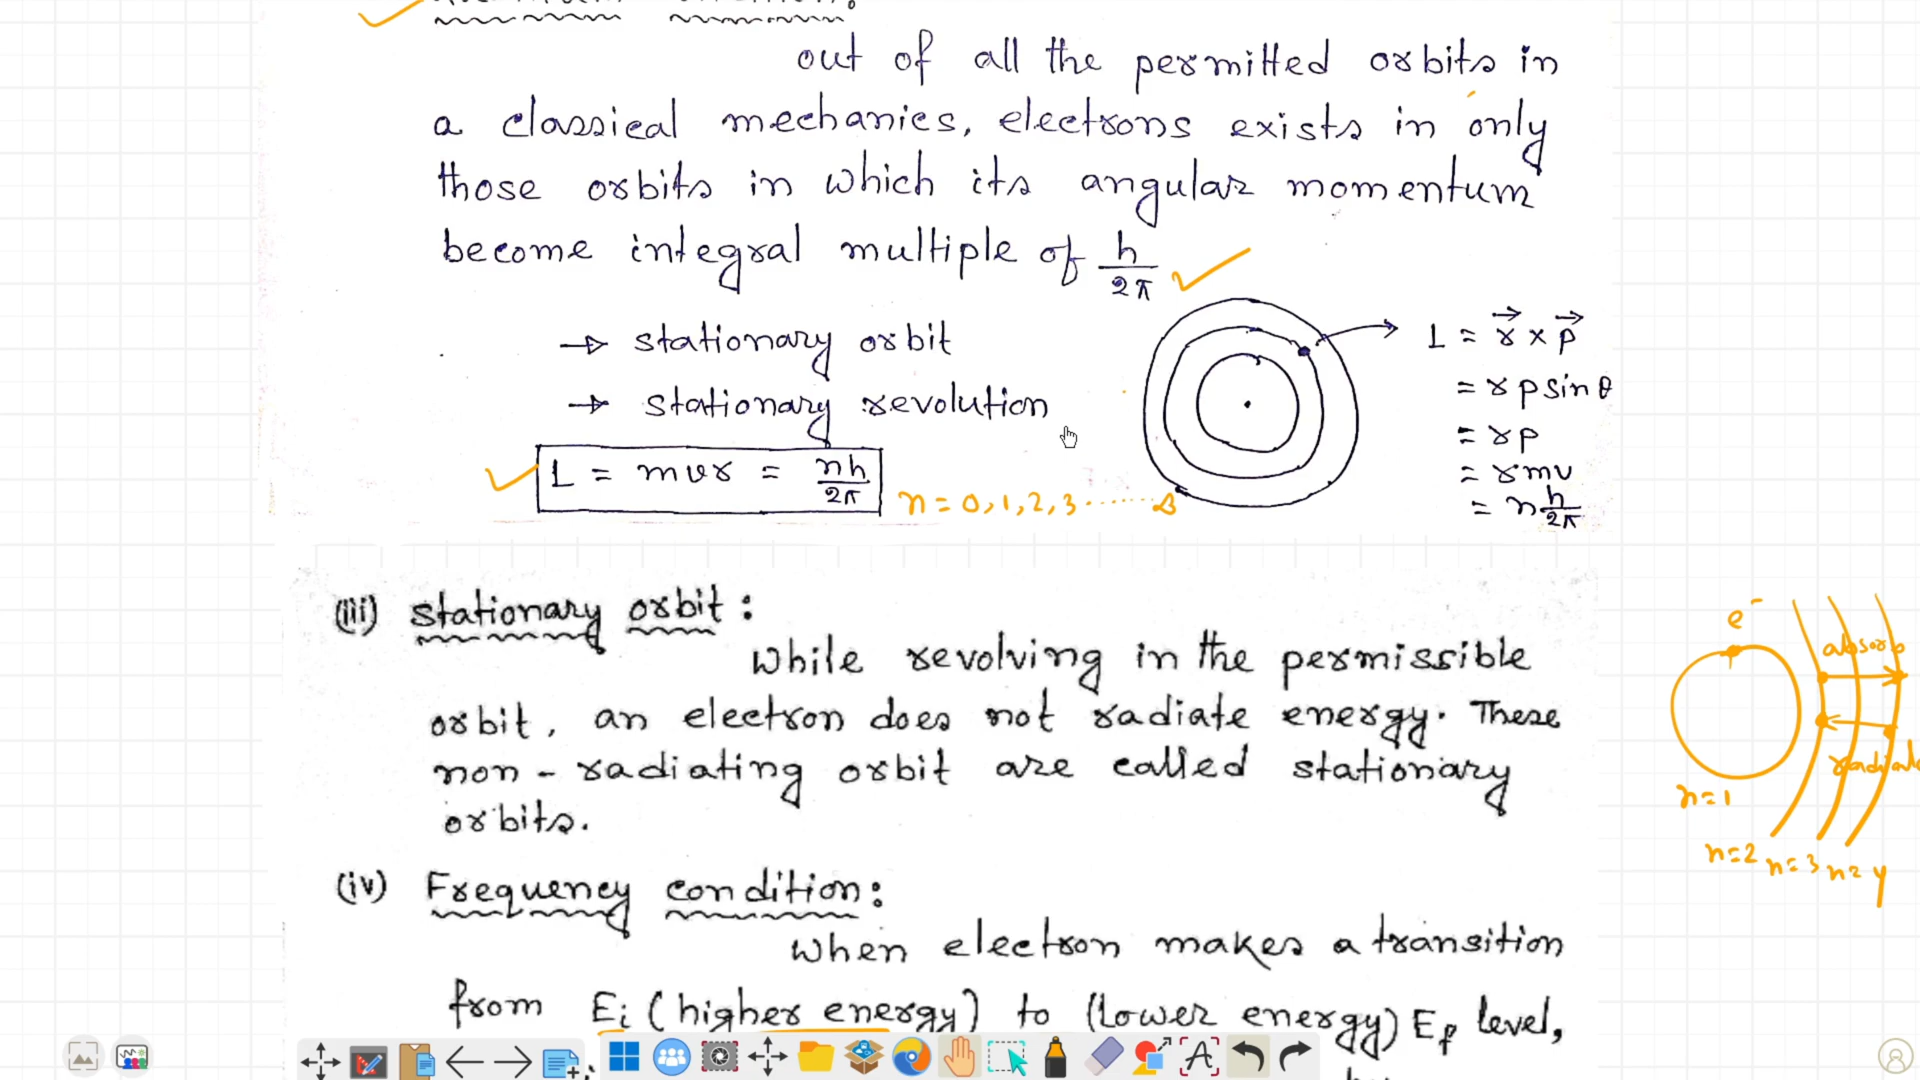 out of all the permitted orbits in
a classical mechanics, electrons exists in only
those orbits in which its angular momentum
become integral multiple of h/2π
→ stationary orbit
→ stationary revolution
L = mvr = nh/2π
n = 0, 1, 2, 3 ........
L = r⃗ × p⃗
= r p sin θ
= rp
= rmv
= n h/2π
(iii) stationary orbit :
while revolving in the permissible
orbit, an electron does not radiate energy. These
non-radiating orbit are called stationary
orbits.
e⁻
absorb
n=1
n=2 n=3 n=4
(iv) Frequency condition :
When electron makes a transition
from Ei (higher energy) to (lower energy) Ef level,